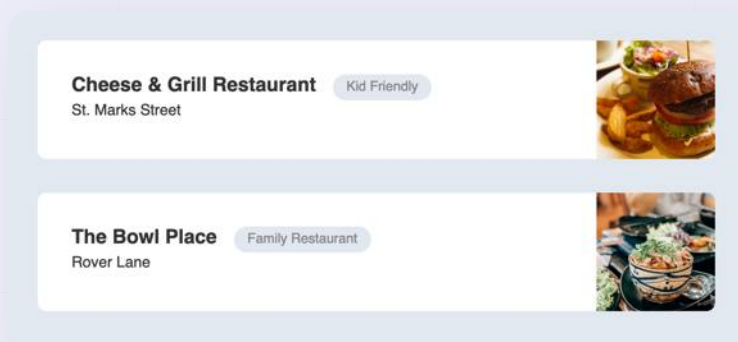 Cheese & Grill Restaurant Kid Friendly
St. Marks Street
The Bowl Place Family Restaurant
Rover Lane